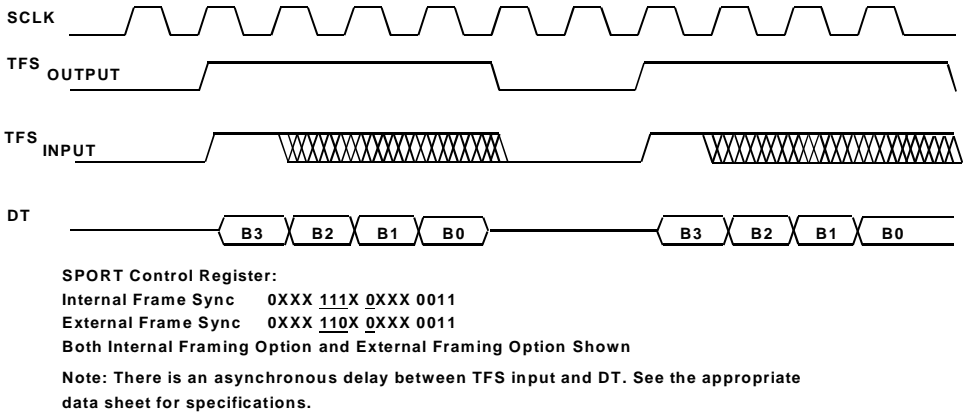 SCLK
TFS OUTPUT
TFS INPUT
DT
B3 B2 B1 B0 B3 B2 B1 B0
SPORT Control Register:
Internal Frame Sync 0XXX 111X 0XXX 0011
External Frame Sync 0XXX 110X 0XXX 0011
Both Internal Framing Option and External Framing Option Shown
Note: There is an asynchronous delay between TFS input and DT. See the appropriate
data sheet for specifications.